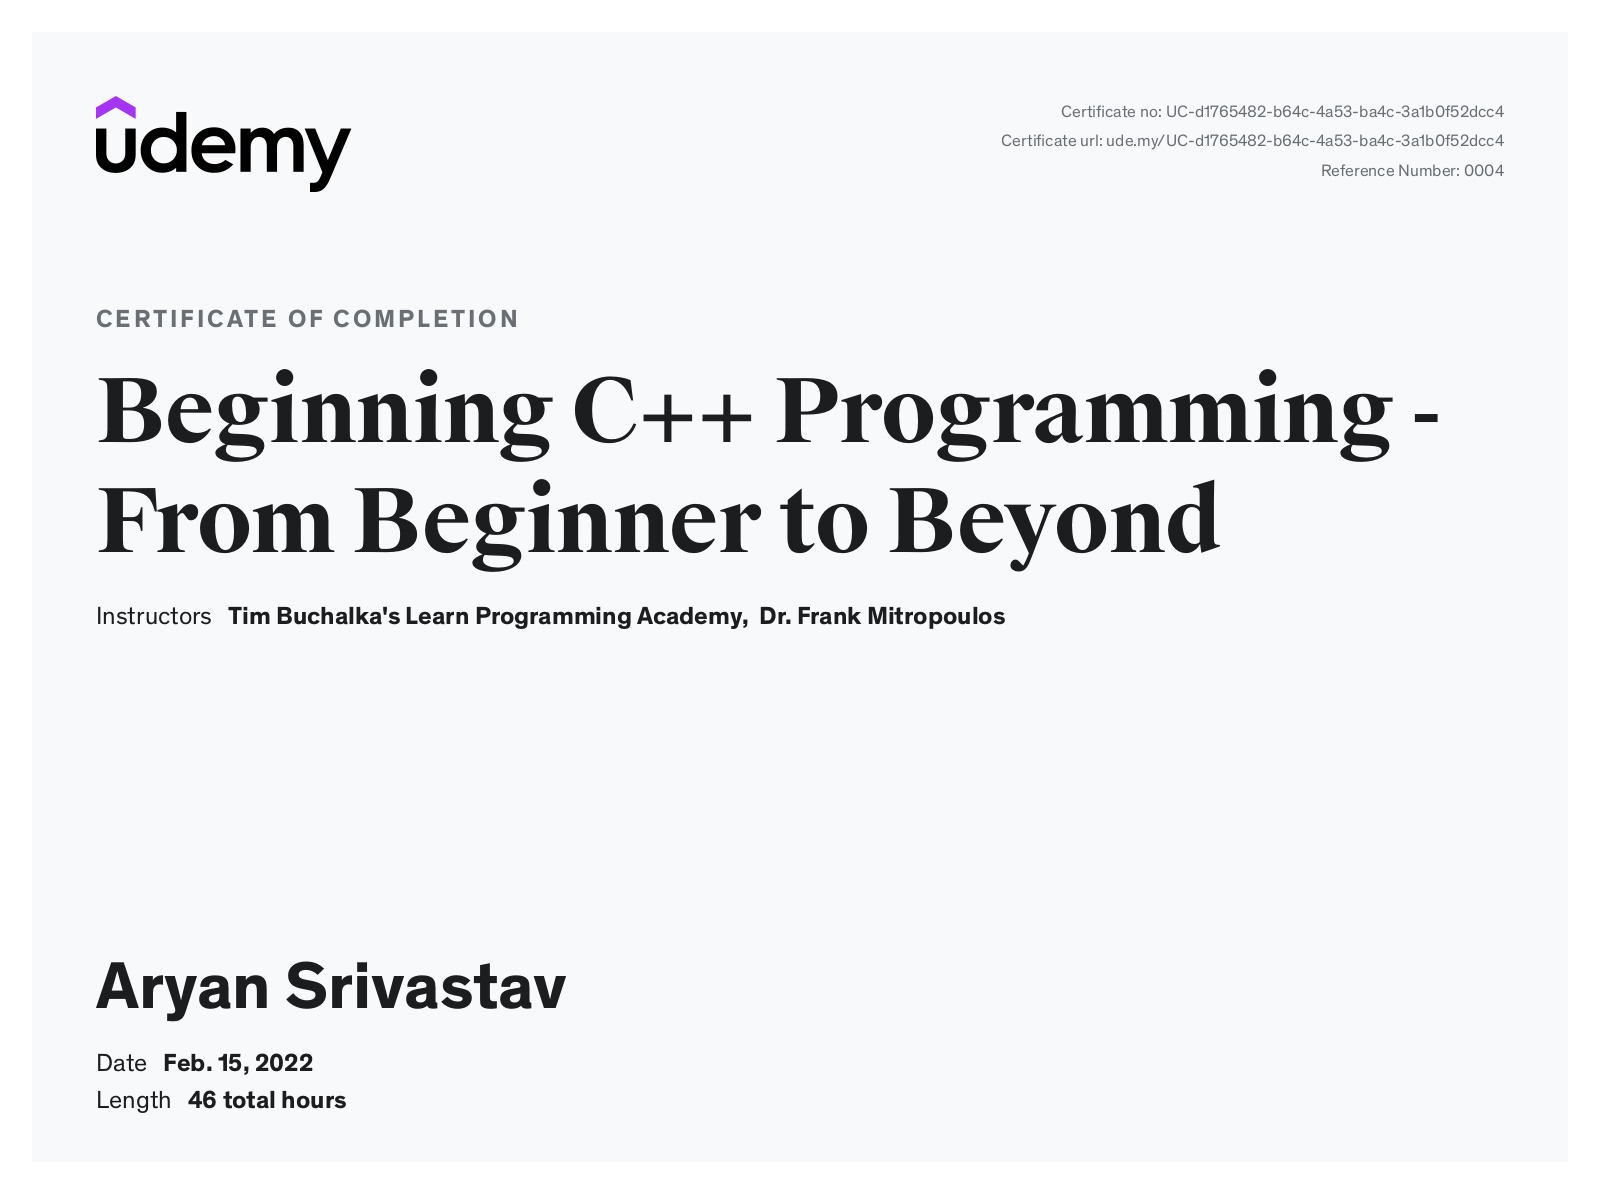 udemy
Certificate no: UC-d1765482-b64c-4a53-ba4c-3a1b0f52dcc4
Certificate url: ude.my/UC-d1765482-b64c-4a53-ba4c-3a1b0f52dcc4
Reference Number: 0004
CERTIFICATE OF COMPLETION
Beginning C++ Programming -
From Beginner to Beyond
Instructors Tim Buchalka's Learn Programming Academy, Dr. Frank Mitropoulos
Aryan Srivastav
Date Feb. 15, 2022
Length 46 total hours